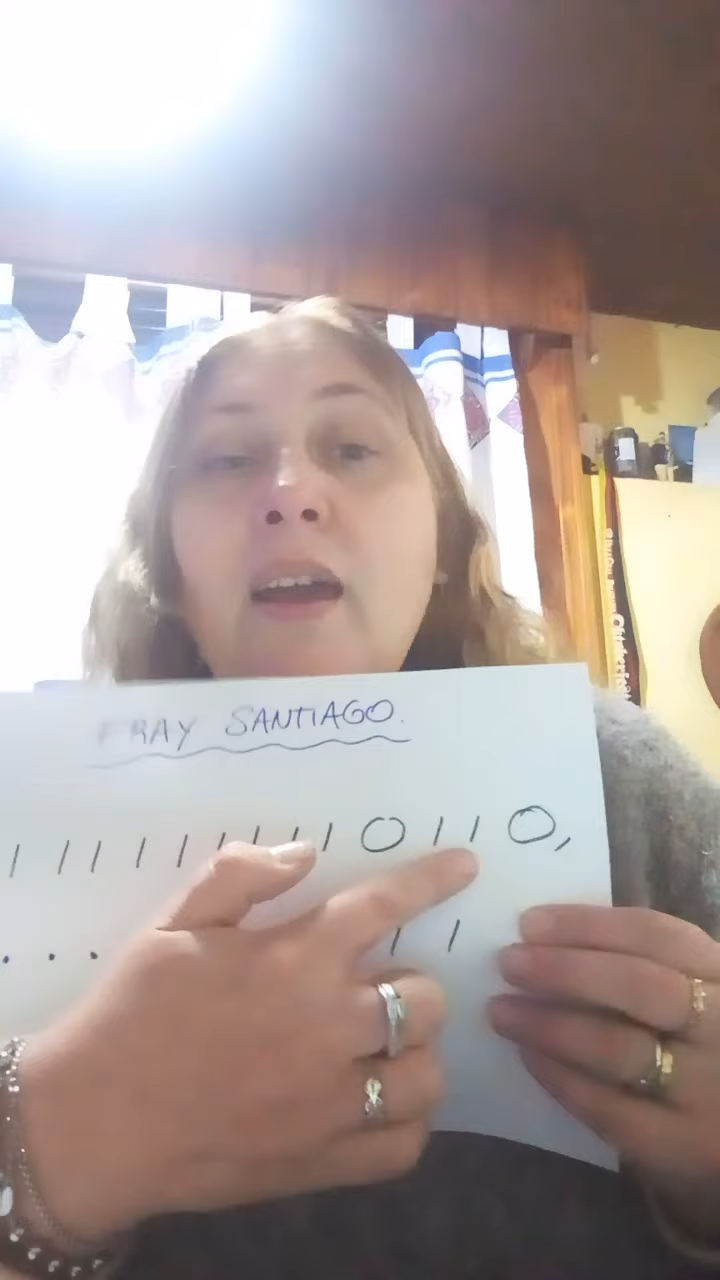 FRAY SANTIAGO.
| | | | | | | | | O | | O,
. . . | |